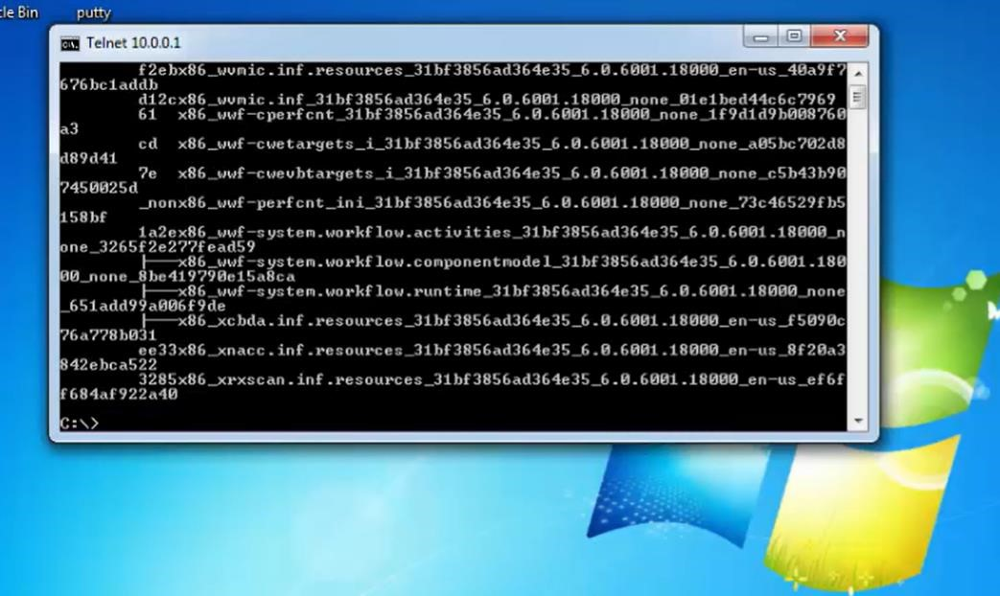 cle Bin
putty
Telnet 10.0.0.1
f2ebx86_wvmic.inf.resources_31bf3856ad364e35_6.0.6001.18000_en-us_40a9f7
676bc1addb
d12cx86_wvmic.inf_31bf3856ad364e35_6.0.6001.18000_none_01e1bed44c6c7969
61 x86_wwf-cperfcnt_31bf3856ad364e35_6.0.6001.18000_none_1f9d1d9b008760
a3
cd x86_wwf-cwetargets_i_31bf3856ad364e35_6.0.6001.18000_none_a05bc702d8
d89d41
7e x86_wwf-cwevbtargets_i_31bf3856ad364e35_6.0.6001.18000_none_c5b43b90
7450025d
_nonx86_wwf-perfcnt_ini_31bf3856ad364e35_6.0.6001.18000_none_73c46529fb5
158bf
1a2ex86_wwf-system.workflow.activities_31bf3856ad364e35_6.0.6001.18000_n
one_3265f2e277fead59
├───x86_wwf-system.workflow.componentmodel_31bf3856ad364e35_6.0.6001.180
00_none_8be419790e15a8ca
├───x86_wwf-system.workflow.runtime_31bf3856ad364e35_6.0.6001.18000_none
_651add99a006f9de
├───x86_xcbda.inf.resources_31bf3856ad364e35_6.0.6001.18000_en-us_f5090c
76a778b031
ee33x86_xnacc.inf.resources_31bf3856ad364e35_6.0.6001.18000_en-us_8f20a3
842ebca522
3285x86_xrxscan.inf.resources_31bf3856ad364e35_6.0.6001.18000_en-us_ef6f
f684af922a40
C:\>